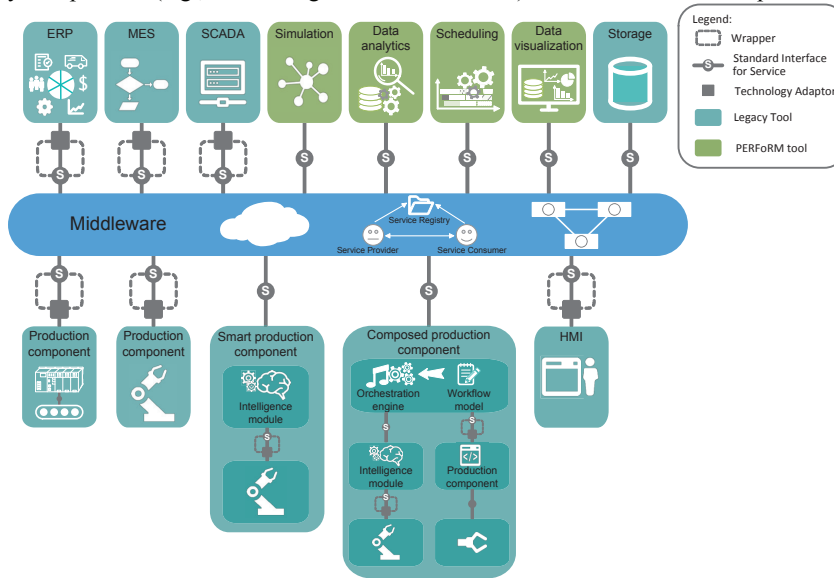 ERP
MES
SCADA
Simulation
Data
analytics
Scheduling
Data
visualization
Storage
Legend:
Wrapper
Standard Interface
for Service
Technology Adaptor
Legacy Tool
PERFoRM tool
S
S
S
S
S
S
S
S
Middleware
Service Registry
Service Provider
Service Consumer
S
S
S
S
S
Production
component
Production
component
Smart production
component
Intelligence
module
S
Composed production
component
Orchestration
engine
Workflow
model
S
S
Intelligence
module
Production
component
S
HMI